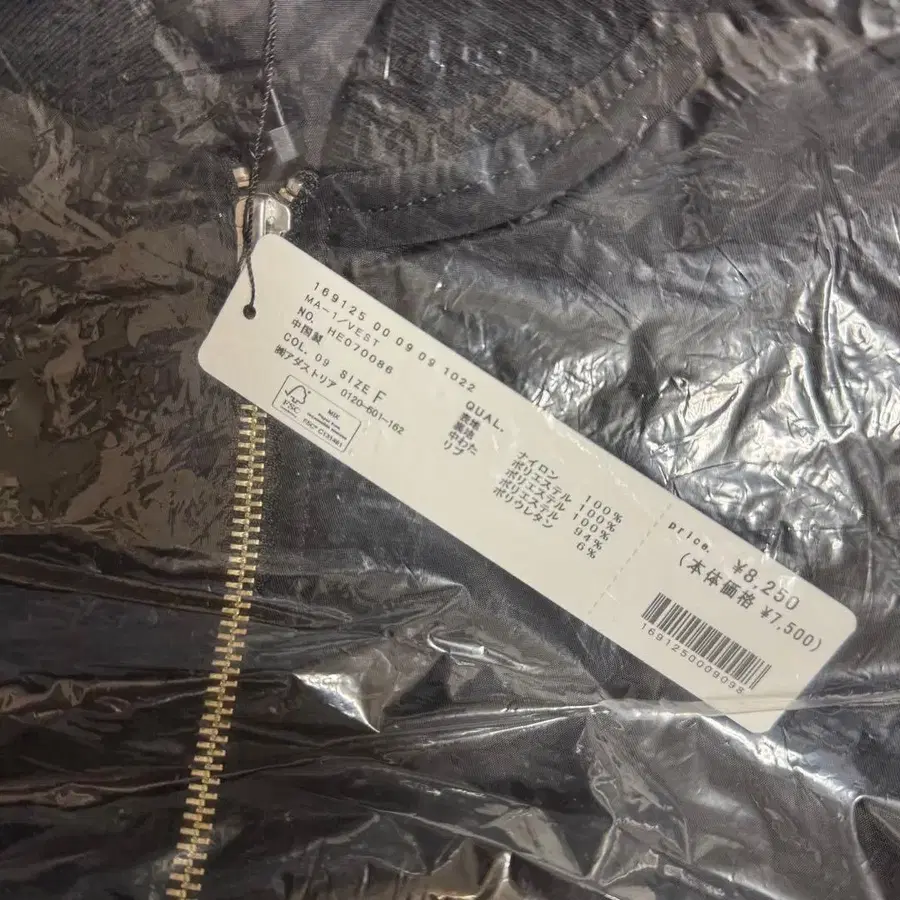 169125 00 09 09 1022
MA-1/VEST
NO. HE070086
中国製
COL. 09 SIZE F
㈱アダストリア 0120-601-162
FSC
MIX
FSC® C131461
QUAL.
表地 ナイロン 100%
裏地 ポリエステル 100%
中わた ポリエステル 100%
リブ ポリエステル 94%
ポリウレタン 6%
price. ¥8,250
(本体価格 ¥7,500)
1691250009098